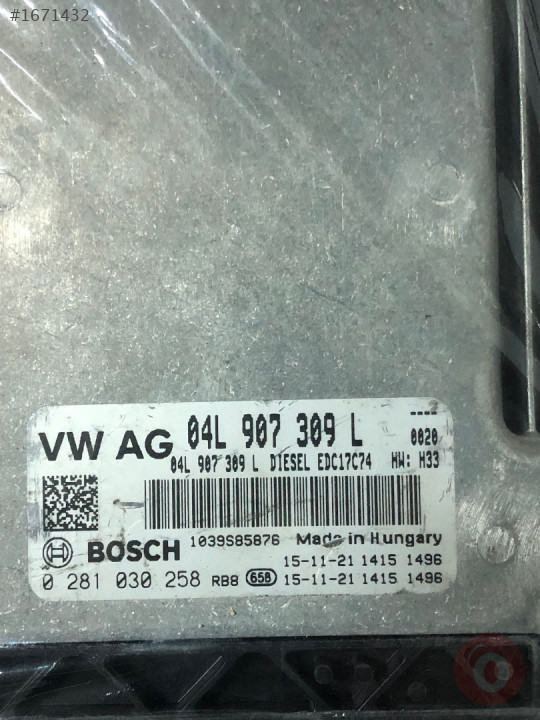 #1671432
VW AG 04L 907 309 L ----
0020
04L 907 309 L DIESEL EDC17C74 HW: H33
1039S85876 Made in Hungary
BOSCH 15-11-21 1415 1496
0 281 030 258 RBB 658 15-11-21 1415 1496